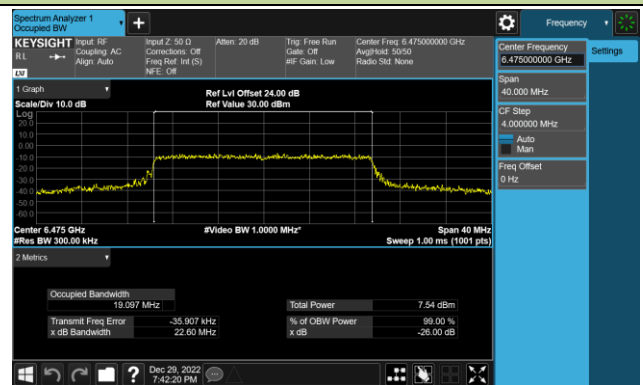 Spectrum Analyzer 1
Occupied BW
+
Frequency
KEYSIGHT
RL
LXI
Input: RF
Coupling: AC
Align: Auto
Input Z: 50 Ω
Corrections: Off
Freq Ref: Int (S)
NFE: Off
Atten: 20 dB
Trig: Free Run
Gate: Off
#IF Gain: Low
Center Freq: 6.475000000 GHz
Avg|Hold: 50/50
Radio Std: None
Center Frequency
6.475000000 GHz
Settings
Span
40.000 MHz
CF Step
4.000000 MHz
Auto
Man
Freq Offset
0 Hz
1 Graph
Scale/Div 10.0 dB
Ref Lvl Offset 24.00 dB
Ref Value 30.00 dBm
Log
20.0
10.0
0.00
-10.0
-20.0
-30.0
-40.0
-50.0
-60.0
Center 6.475 GHz
#Res BW 300.00 kHz
#Video BW 1.0000 MHz*
Span 40 MHz
Sweep 1.00 ms (1001 pts)
2 Metrics
Occupied Bandwidth
19.097 MHz
Total Power 7.54 dBm
Transmit Freq Error -35.907 kHz
% of OBW Power 99.00 %
x dB Bandwidth 22.60 MHz
x dB -26.00 dB
?
Dec 29, 2022
7:42:20 PM